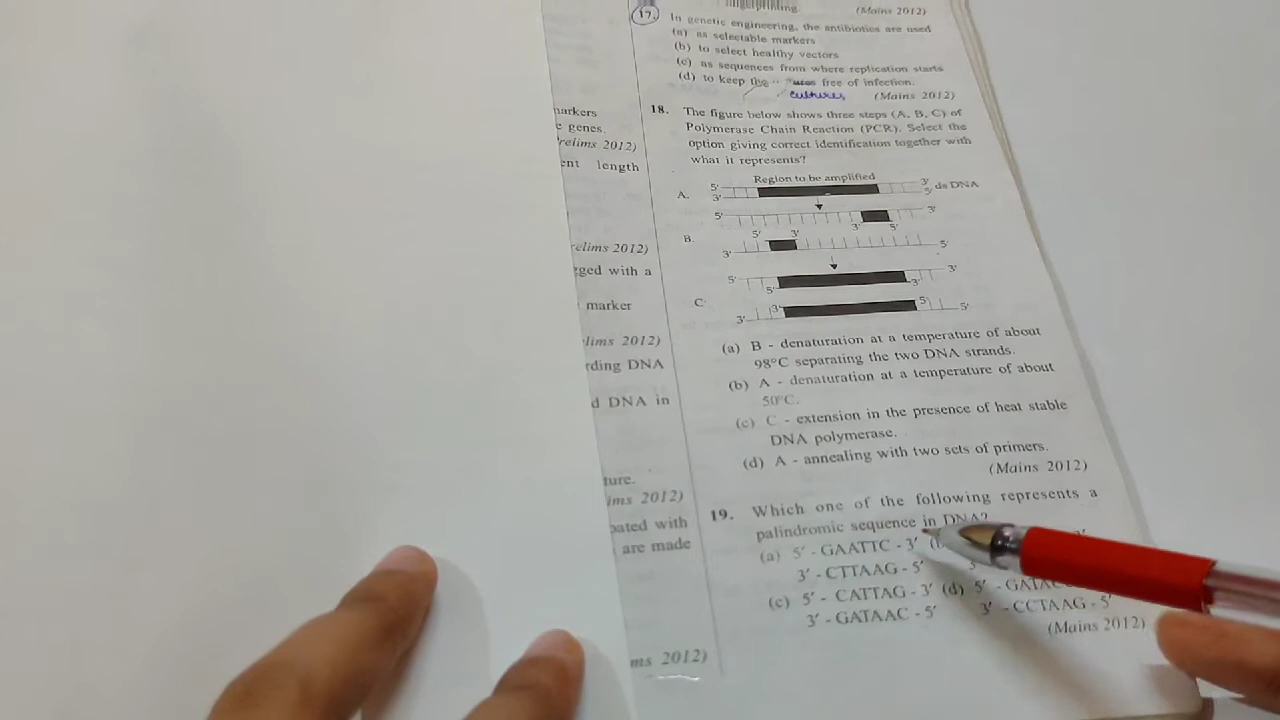 fingerprinting.
(Mains 2012)
17. In genetic engineering, the antibiotics are used
(a) as selectable markers
(b) to select healthy vectors
(c) as sequences from where replication starts
(d) to keep the free of infection.
cultures
(Mains 2012)
18. The figure below shows three steps (A, B, C) of
Polymerase Chain Reaction (PCR). Select the
option giving correct identification together with
what it represents?
Region to be amplified
A. 5′ 3′
3′ 5′ ds DNA
5′ 3′
3′ 5′
B. 5′ 3′
3′ 5′
5′ 3′
5′ 3′
C. 3′ 5′
3′ 5′
(a) B - denaturation at a temperature of about
98°C separating the two DNA strands.
(b) A - denaturation at a temperature of about
50°C.
(c) C - extension in the presence of heat stable
DNA polymerase.
(d) A - annealing with two sets of primers.
(Mains 2012)
19. Which one of the following represents a
palindromic sequence in DNA?
(a) 5′ - GAATTC - 3′
3′ - CTTAAG - 5′
(c) 5′ - CATTAG - 3′ (d) 5′ -
3′ - GATAAC - 5′ 3′ - CCTAAG - 5′
(Mains 2012)
markers
e genes.
Prelims 2012)
ent length
relims 2012)
gged with a
marker
lims 2012)
rding DNA
d DNA in
ture.
ims 2012)
pated with
are made
ms 2012)